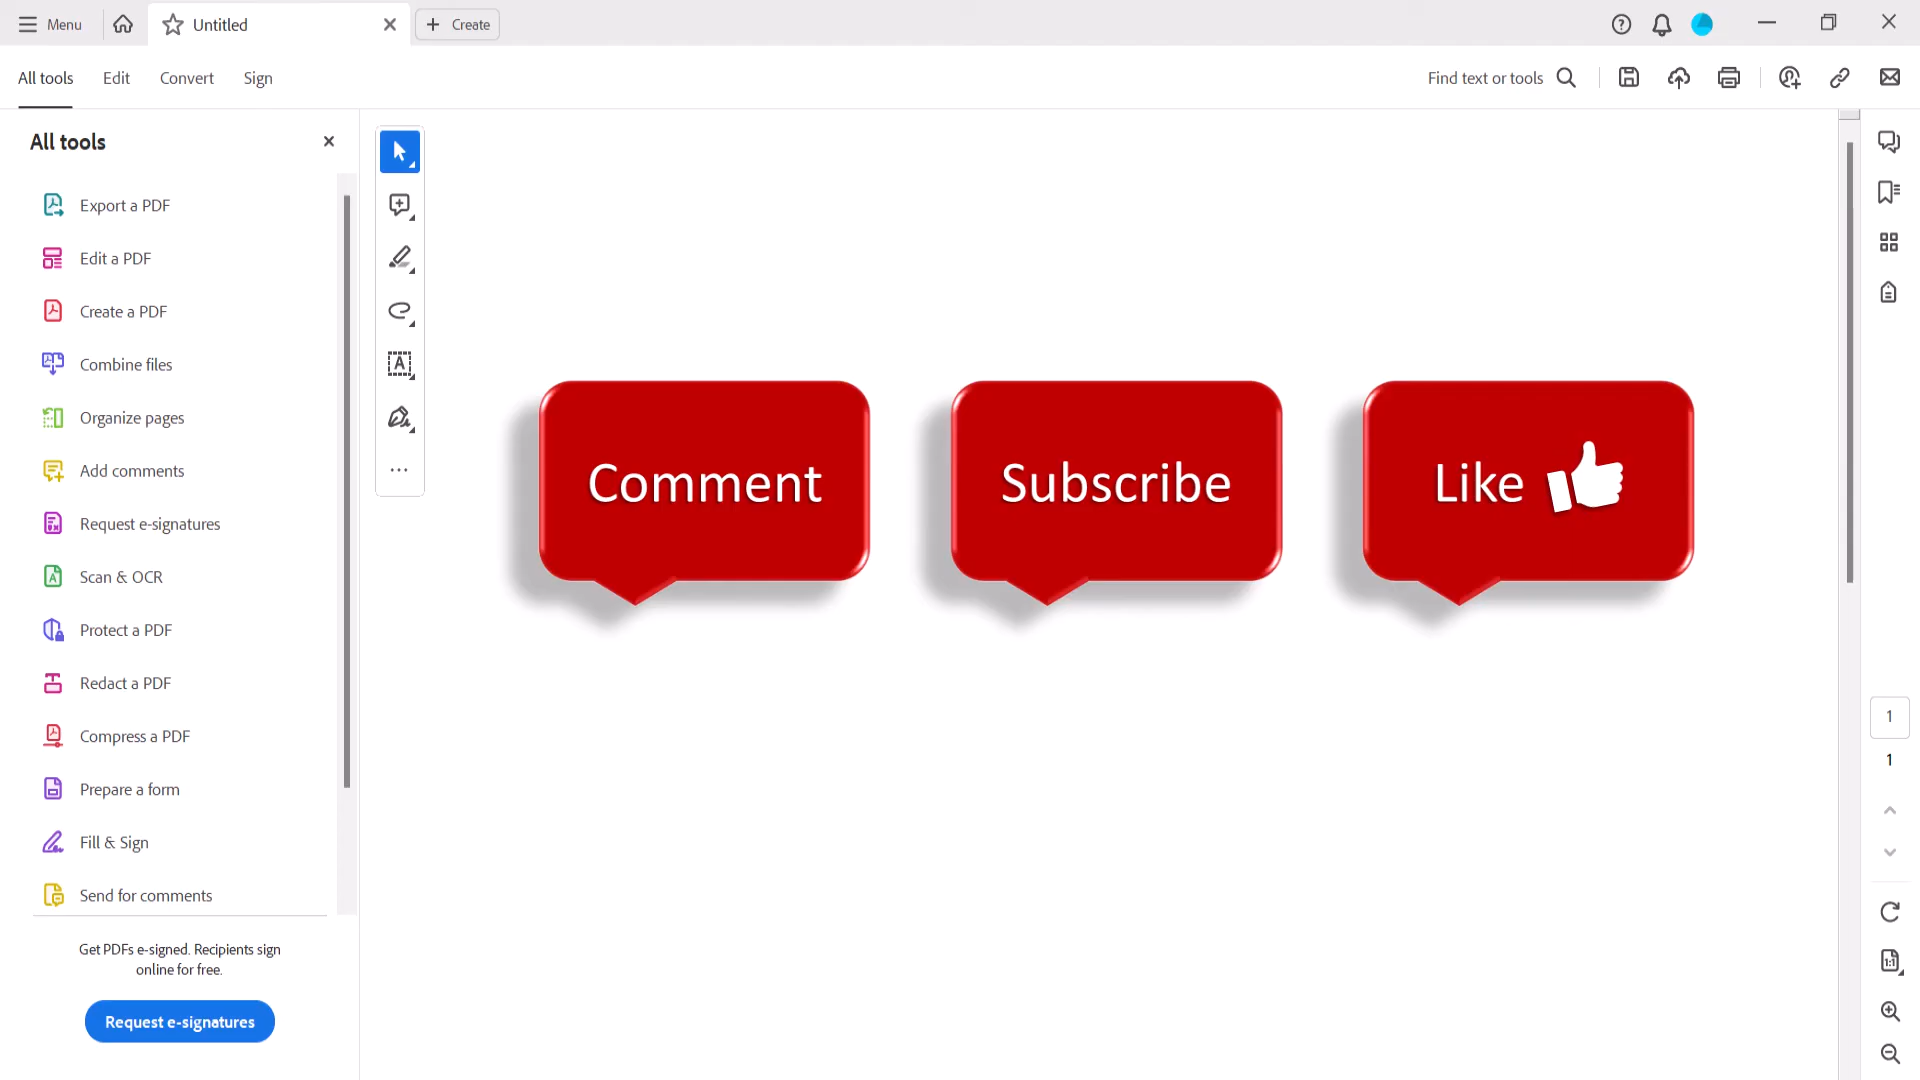 Menu
Untitled
Create
All tools
Edit
Convert
Sign
Find text or tools
All tools
Export a PDF
Edit a PDF
Create a PDF
Combine files
Organize pages
Add comments
Request e-signatures
Scan & OCR
Protect a PDF
Redact a PDF
Compress a PDF
Prepare a form
Fill & Sign
Send for comments
Get PDFs e-signed. Recipients sign
online for free.
Request e-signatures
Comment
Subscribe
Like
1
1